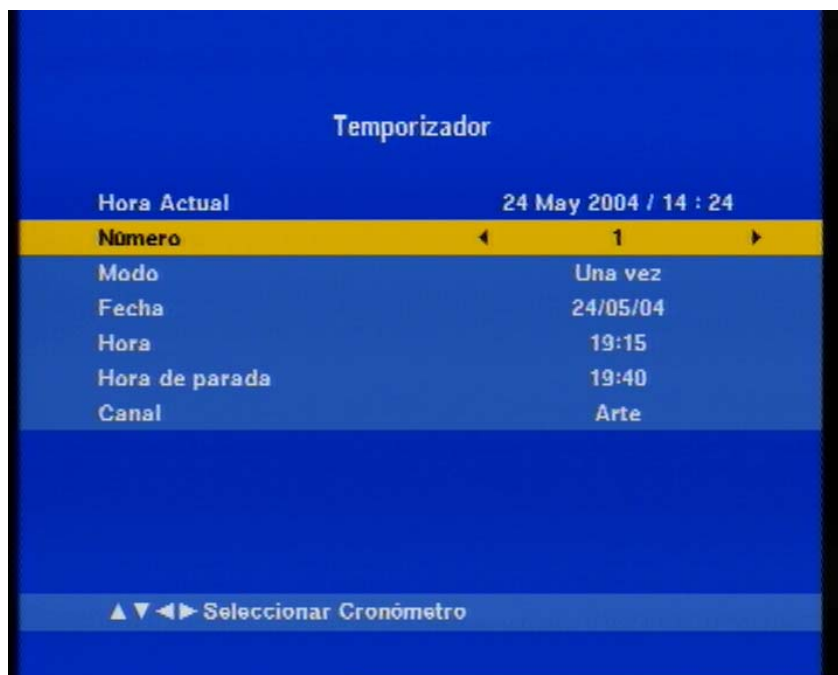 Temporizador
Hora Actual 24 May 2004 / 14 : 24
Número ◄ 1 ►
Modo Una vez
Fecha 24/05/04
Hora 19:15
Hora de parada 19:40
Canal Arte
▲▼◄► Seleccionar Cronómetro